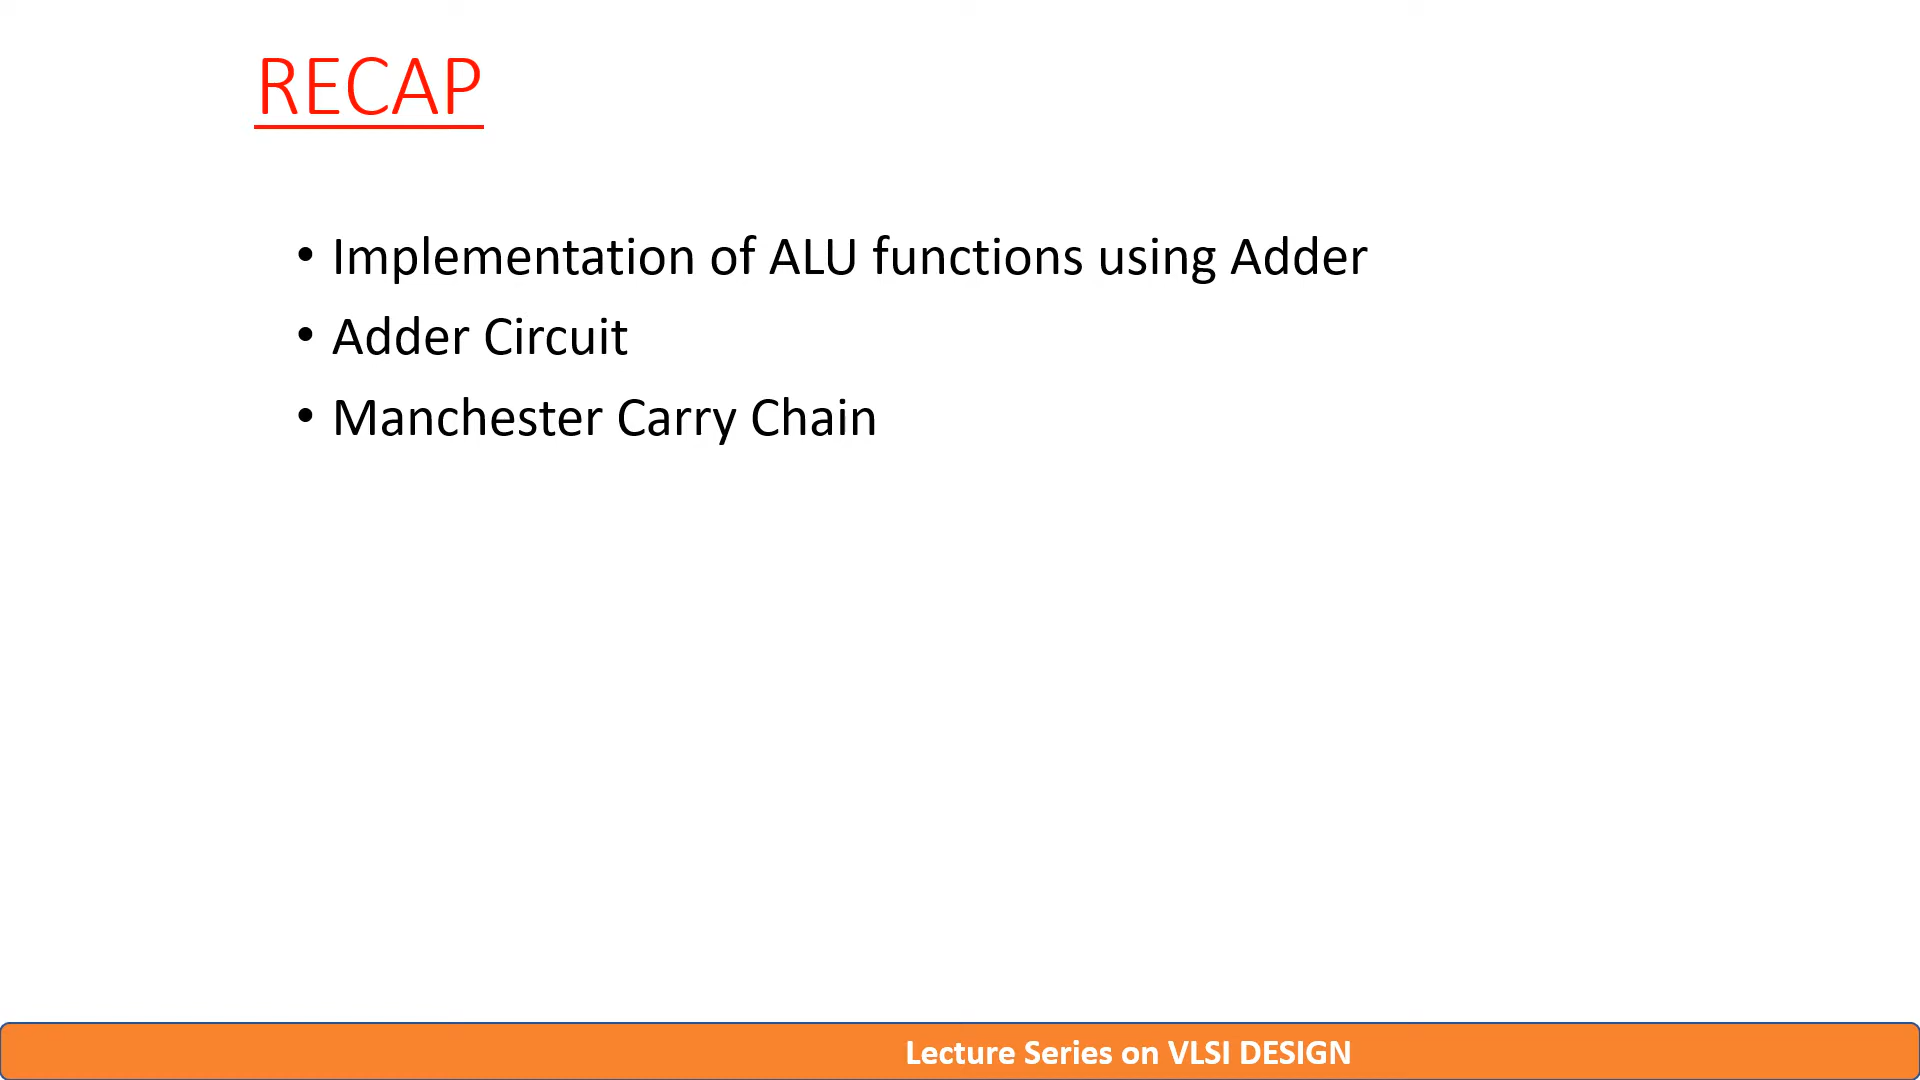 RECAP
• Implementation of ALU functions using Adder
• Adder Circuit
• Manchester Carry Chain
Lecture Series on VLSI DESIGN